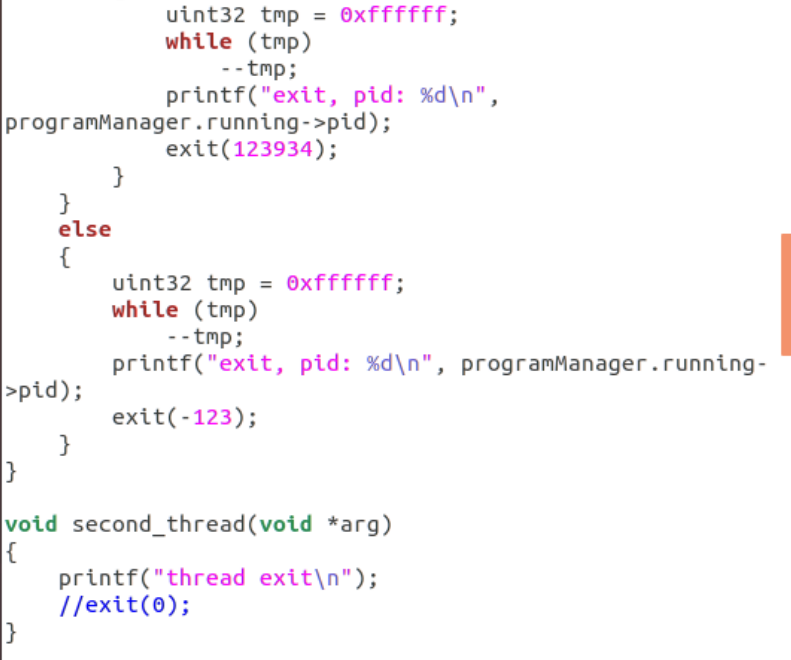 uint32 tmp = 0xffffff;
            while (tmp)
                --tmp;
            printf("exit, pid: %d\n",
programManager.running->pid);
            exit(123934);
        }
    }
    else
    {
        uint32 tmp = 0xffffff;
        while (tmp)
            --tmp;
        printf("exit, pid: %d\n", programManager.running-
>pid);
        exit(-123);
    }
}

void second_thread(void *arg)
{
    printf("thread exit\n");
    //exit(0);
}